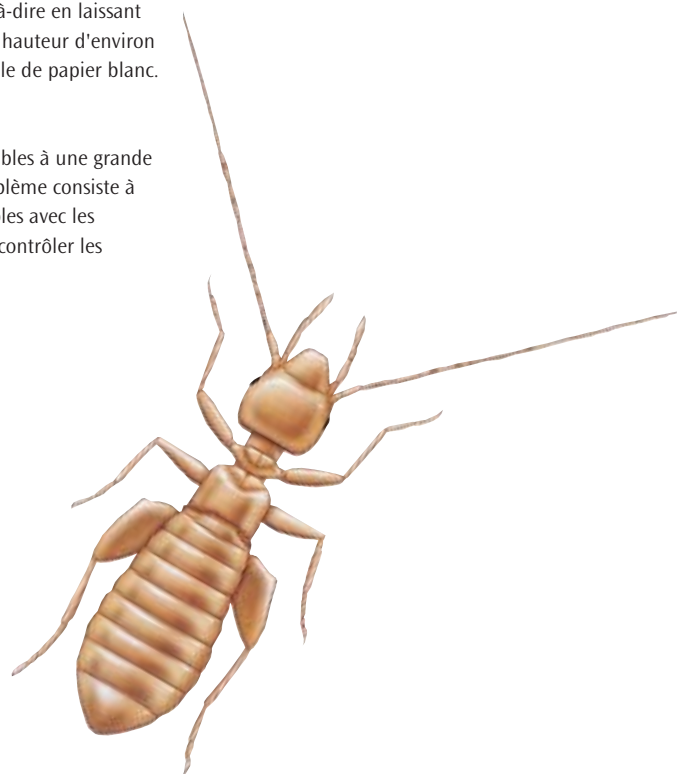 à-dire en laissant
hauteur d'environ
le de papier blanc.
bles à une grande
blème consiste à
les avec les
contrôler les